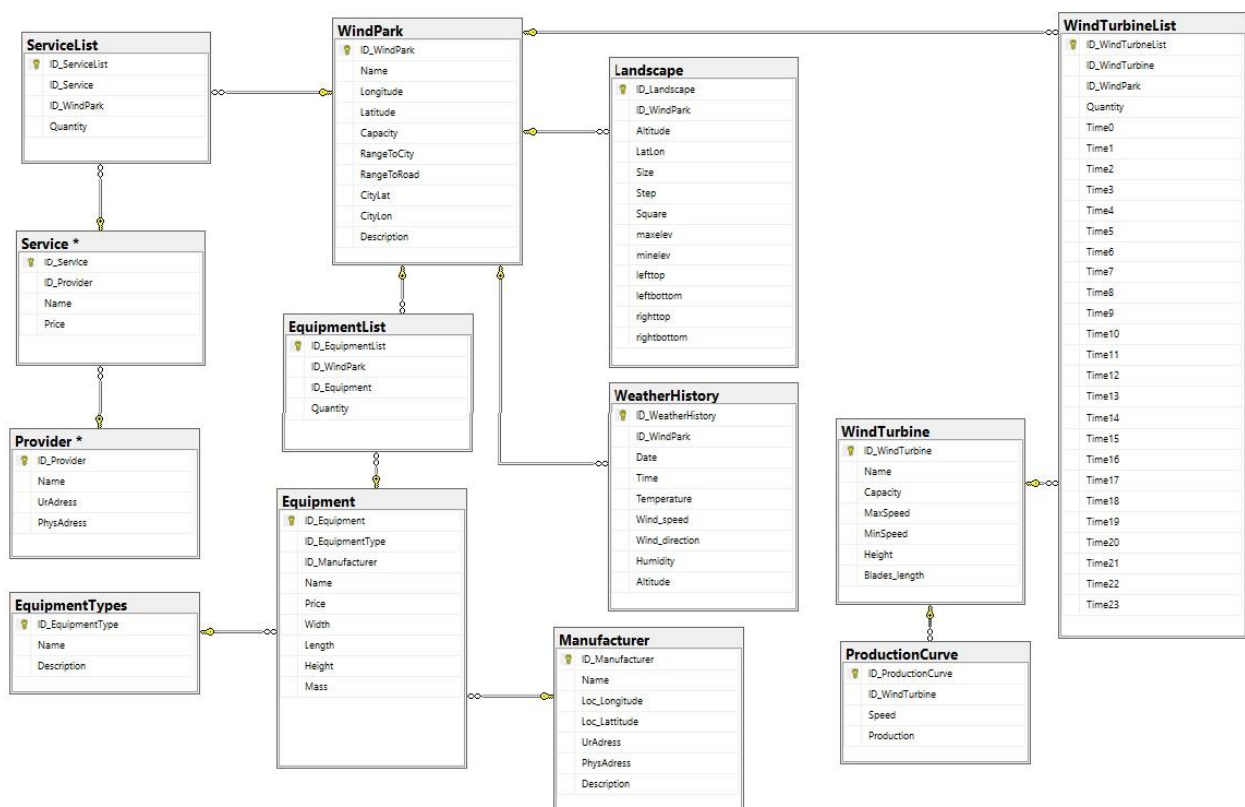 ServiceList
ID_ServiceList
ID_Service
ID_WindPark
Quantity
Service *
ID_Service
ID_Provider
Name
Price
Provider *
ID_Provider
Name
UrAdress
PhysAdress
EquipmentTypes
ID_EquipmentType
Name
Description
WindPark
ID_WindPark
Name
Longitude
Latitude
Capacity
RangeToCity
RangeToRoad
CityLat
CityLon
Description
EquipmentList
ID_EquipmentList
ID_WindPark
ID_Equipment
Quantity
Equipment
ID_Equipment
ID_EquipmentType
ID_Manufacturer
Name
Price
Width
Length
Height
Mass
Landscape
ID_Landscape
ID_WindPark
Altitude
LatLon
Size
Step
Square
maxelev
minelev
lefttop
leftbottom
righttop
rightbottom
WeatherHistory
ID_WeatherHistory
ID_WindPark
Date
Time
Temperature
Wind_speed
Wind_direction
Humidity
Altitude
Manufacturer
ID_Manufacturer
Name
Loc_Longitude
Loc_Lattitude
UrAdress
PhysAdress
Description
WindTurbine
ID_WindTurbine
Name
Capacity
MaxSpeed
MinSpeed
Height
Blades_length
ProductionCurve
ID_ProductionCurve
ID_WindTurbine
Speed
Production
WindTurbineList
ID_WindTurbneList
ID_WindTurbine
ID_WindPark
Quantity
Time0
Time1
Time2
Time3
Time4
Time5
Time6
Time7
Time8
Time9
Time10
Time11
Time12
Time13
Time14
Time15
Time16
Time17
Time18
Time19
Time20
Time21
Time22
Time23